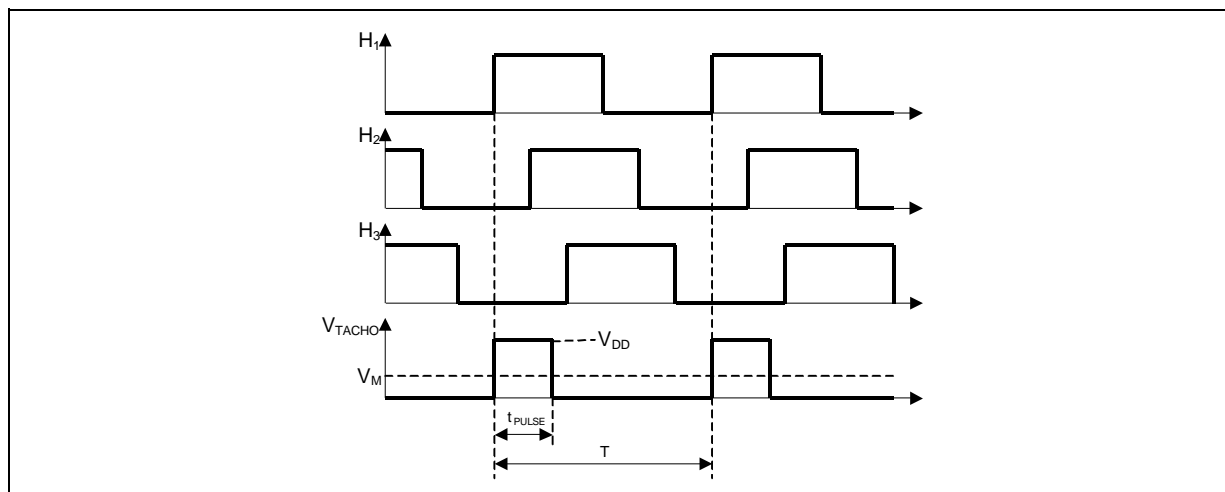 H1
H2
H3
VTACHO
VDD
VM
tPULSE
T